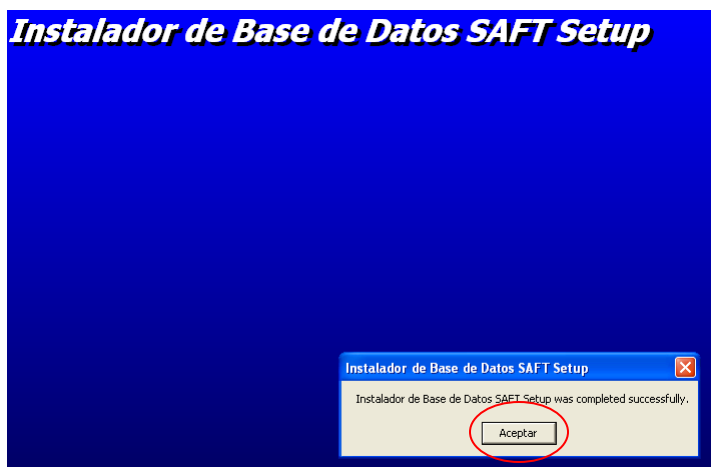 Instalador de Base de Datos SAFT Setup
Instalador de Base de Datos SAFT Setup
Instalador de Base de Datos SAFT Setup was completed successfully.
Aceptar